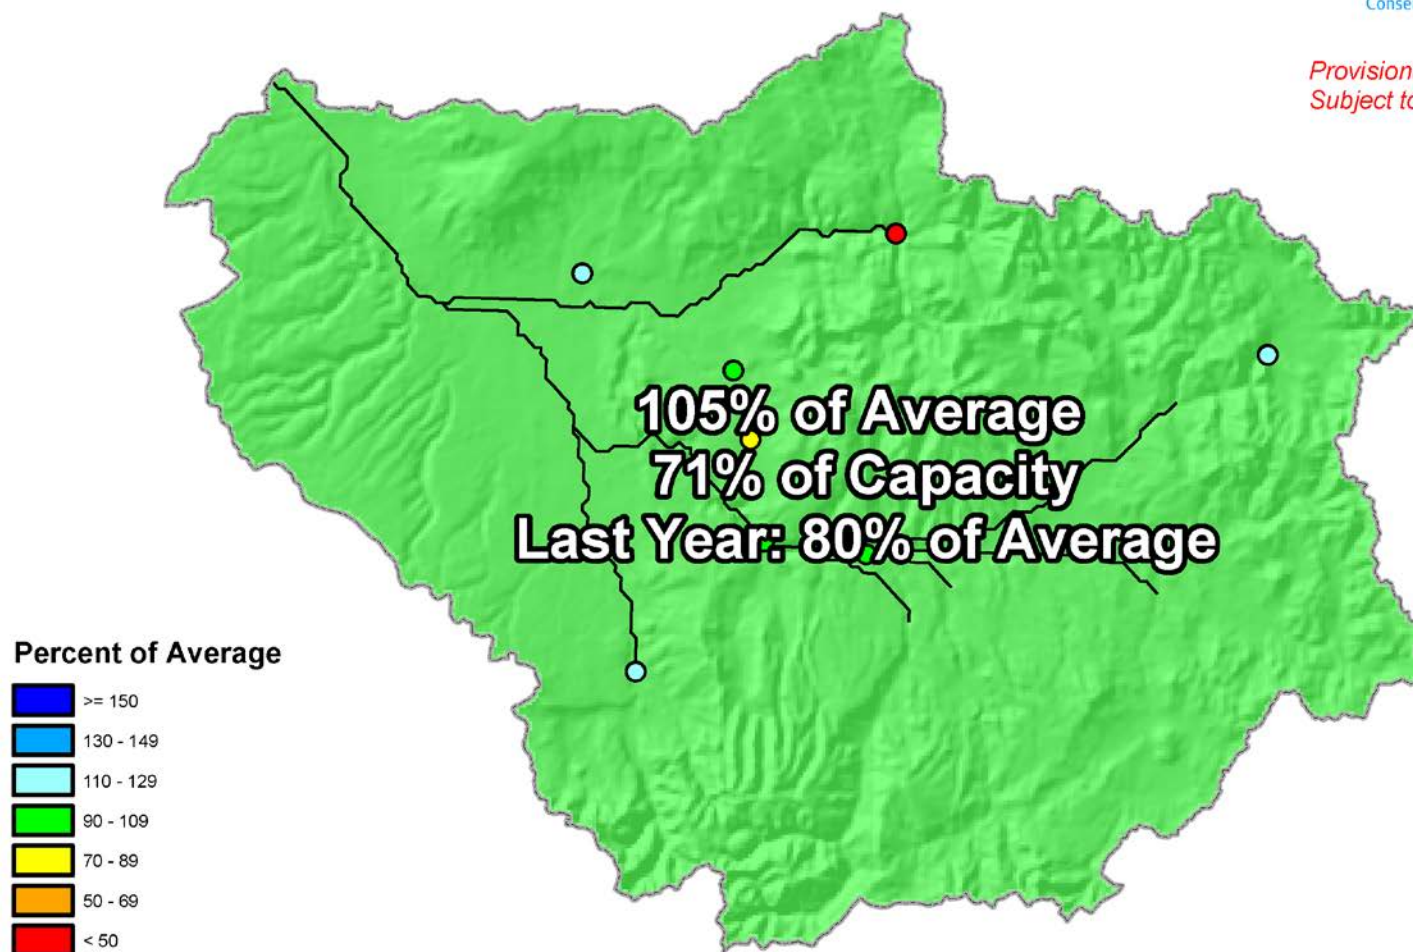 Provision
Subject to
105% of Average
71% of Capacity
Last Year: 80% of Average
Percent of Average
>= 150
130 - 149
110 - 129
90 - 109
70 - 89
50 - 69
< 50